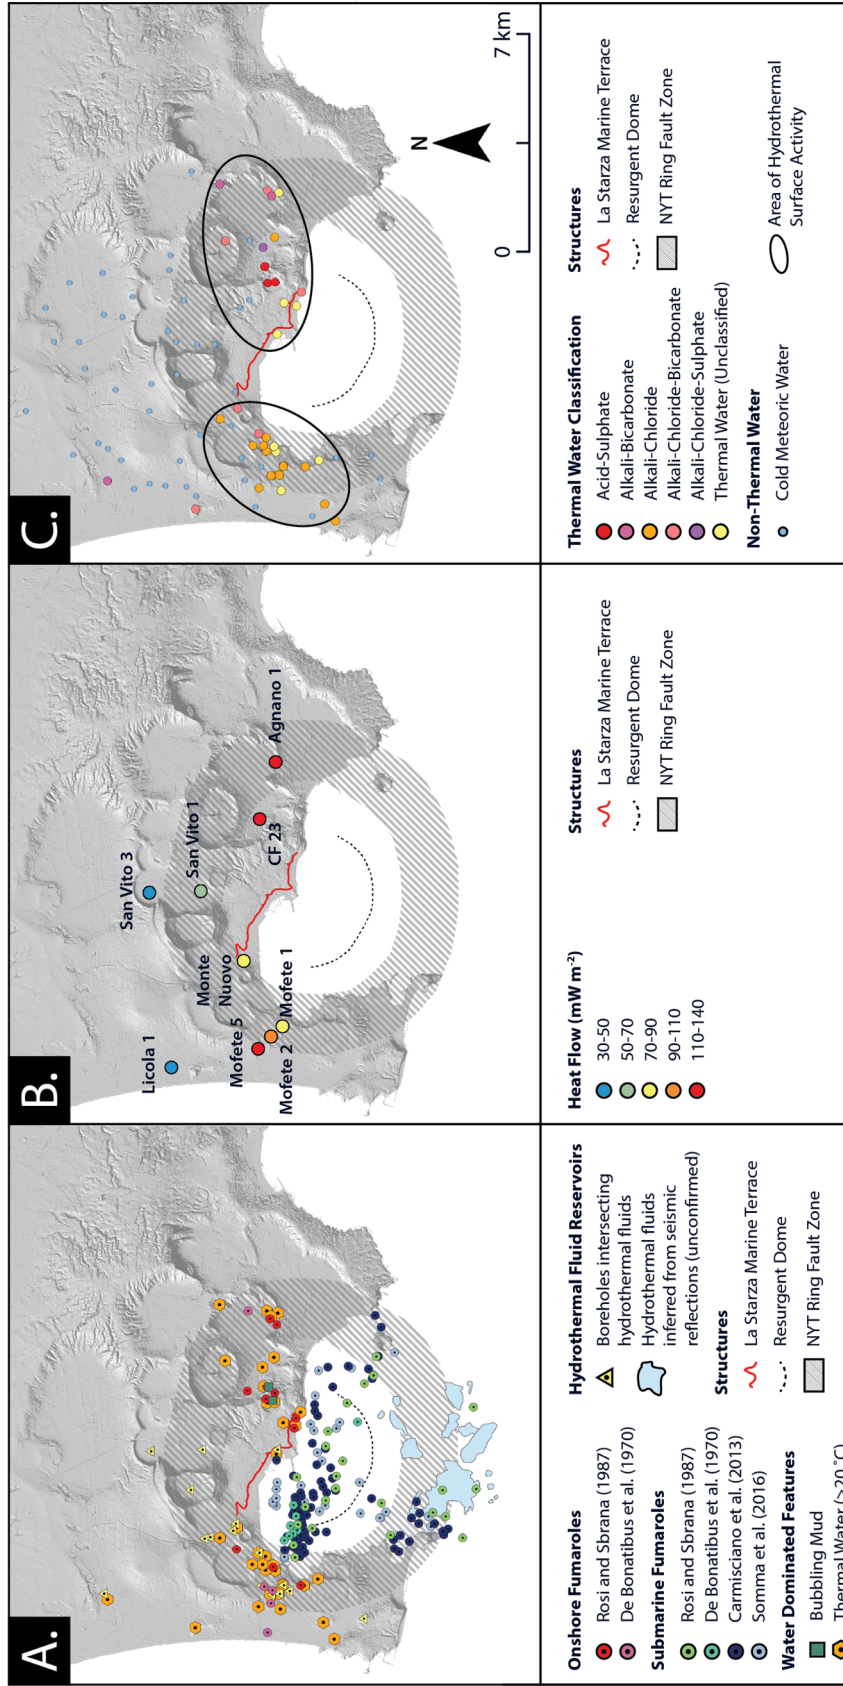 A.
B.
Licola 1
San Vito 3
San Vito 1
Monte
Nuovo
Mofete 5
Mofete 2
Mofete 1
CF 23
Agnano 1
C.
N
0
7 km
Onshore Fumaroles
Rosi and Sbrana (1987)
De Bonatibus et al. (1970)
Submarine Fumaroles
Rosi and Sbrana (1987)
De Bonatibus et al. (1970)
Carmisciano et al. (2013)
Somma et al. (2016)
Water Dominated Features
Bubbling Mud
Thermal Water (>20 °C)
Hydrothermal Fluid Reservoirs
Boreholes intersecting
hydrothermal fluids
Hydrothermal fluids
inferred from seismic
reflections (unconfirmed)
Structures
La Starza Marine Terrace
Resurgent Dome
NYT Ring Fault Zone
Heat Flow (mW m⁻²)
30-50
50-70
70-90
90-110
110-140
Structures
La Starza Marine Terrace
Resurgent Dome
NYT Ring Fault Zone
Thermal Water Classification
Acid-Sulphate
Alkali-Bicarbonate
Alkali-Chloride
Alkali-Chloride-Bicarbonate
Alkali-Chloride-Sulphate
Thermal Water (Unclassified)
Non-Thermal Water
Cold Meteoric Water
Structures
La Starza Marine Terrace
Resurgent Dome
NYT Ring Fault Zone
Area of Hydrothermal
Surface Activity